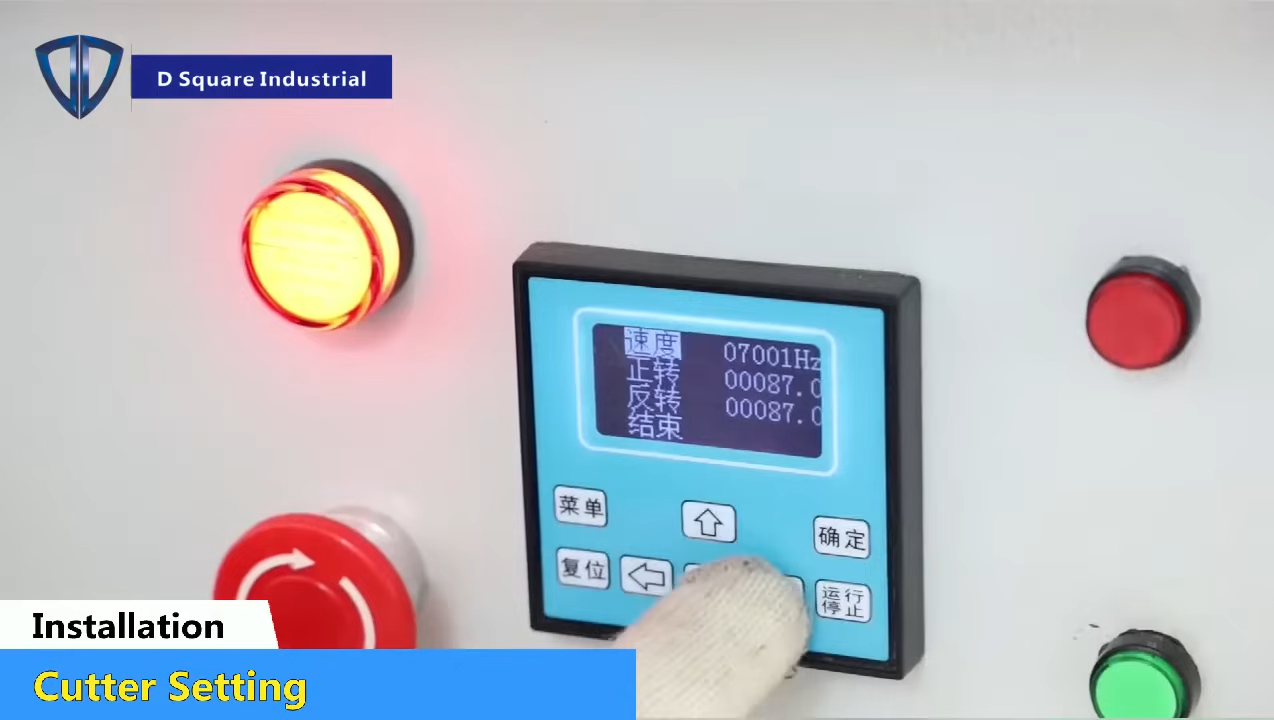 D Square Industrial
速度 07001Hz
正转 00087.0
反转 00087.0
结束
菜单
确定
复位
运行
停止
Installation
Cutter Setting